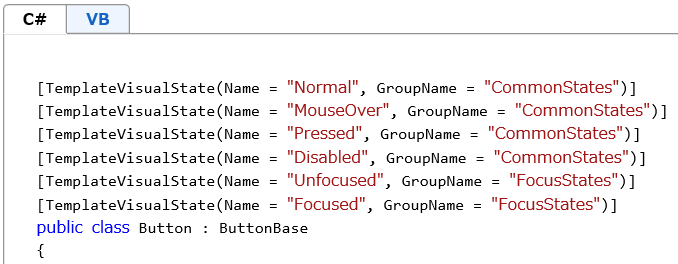 C# VB
[TemplateVisualState(Name = "Normal", GroupName = "CommonStates")]
[TemplateVisualState(Name = "MouseOver", GroupName = "CommonStates")]
[TemplateVisualState(Name = "Pressed", GroupName = "CommonStates")]
[TemplateVisualState(Name = "Disabled", GroupName = "CommonStates")]
[TemplateVisualState(Name = "Unfocused", GroupName = "FocusStates")]
[TemplateVisualState(Name = "Focused", GroupName = "FocusStates")]
public class Button : ButtonBase
{